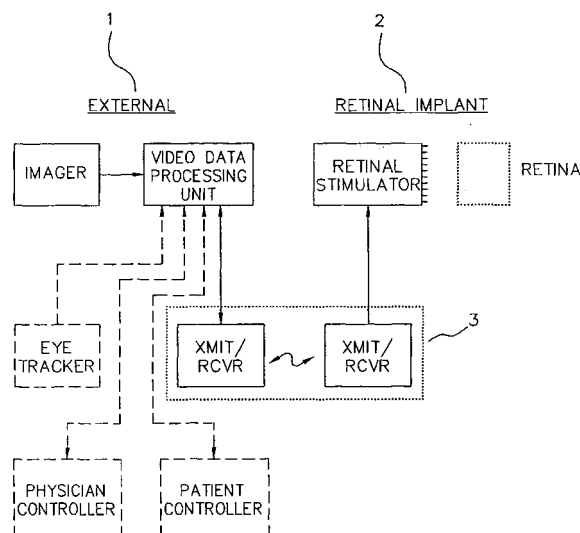 1
2
EXTERNAL
RETINAL IMPLANT
IMAGER
VIDEO DATA
PROCESSING
UNIT
RETINAL
STIMULATOR
RETINA
3
XMIT/
RCVR
XMIT/
RCVR
EYE
TRACKER
PHYSICIAN
CONTROLLER
PATIENT
CONTROLLER